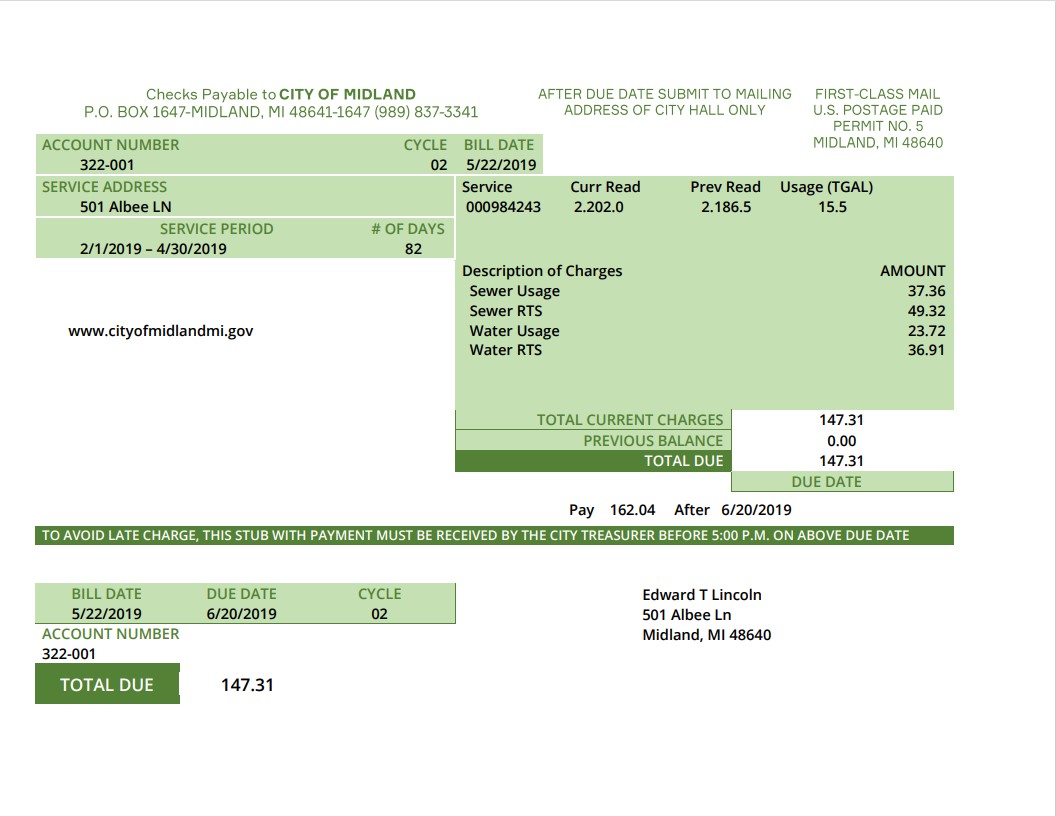 Checks Payable to CITY OF MIDLAND
P.O. BOX 1647-MIDLAND, MI 48641-1647 (989) 837-3341
AFTER DUE DATE SUBMIT TO MAILING
ADDRESS OF CITY HALL ONLY
FIRST-CLASS MAIL
U.S. POSTAGE PAID
PERMIT NO. 5
MIDLAND, MI 48640
ACCOUNT NUMBER CYCLE BILL DATE
322-001 02 5/22/2019
SERVICE ADDRESS
501 Albee LN
SERVICE PERIOD # OF DAYS
2/1/2019 – 4/30/2019 82
Service Curr Read Prev Read Usage (TGAL)
000984243 2.202.0 2.186.5 15.5
Description of Charges AMOUNT
Sewer Usage 37.36
Sewer RTS 49.32
Water Usage 23.72
Water RTS 36.91
www.cityofmidlandmi.gov
TOTAL CURRENT CHARGES 147.31
PREVIOUS BALANCE 0.00
TOTAL DUE 147.31
DUE DATE
Pay 162.04 After 6/20/2019
TO AVOID LATE CHARGE, THIS STUB WITH PAYMENT MUST BE RECEIVED BY THE CITY TREASURER BEFORE 5:00 P.M. ON ABOVE DUE DATE
BILL DATE DUE DATE CYCLE
5/22/2019 6/20/2019 02
ACCOUNT NUMBER
322-001
TOTAL DUE 147.31
Edward T Lincoln
501 Albee Ln
Midland, MI 48640